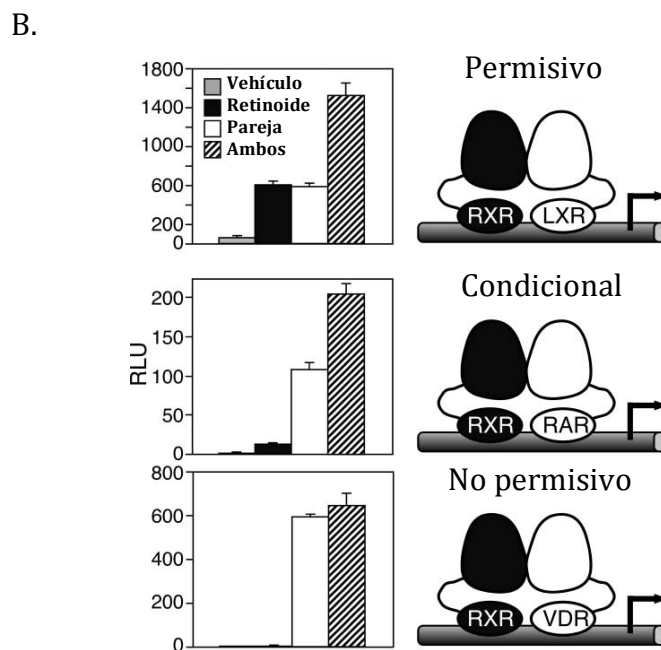 B.
Permisivo
1800
1400
1000
600
200
0
Vehículo
Retinoide
Pareja
Ambos
RXR
LXR
Condicional
RLU
200
150
100
50
0
RXR
RAR
No permisivo
800
600
400
200
0
RXR
VDR